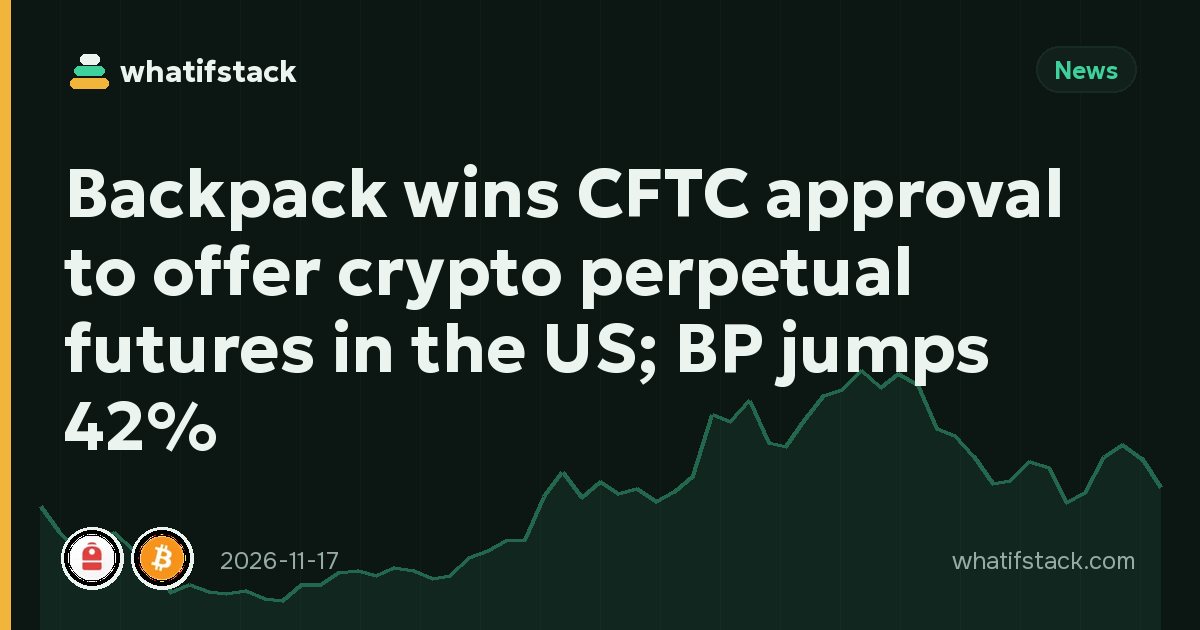 whatifstack
News
Backpack wins CFTC approval
to offer crypto perpetual
futures in the US; BP jumps
42%
2026-11-17
whatifstack.com